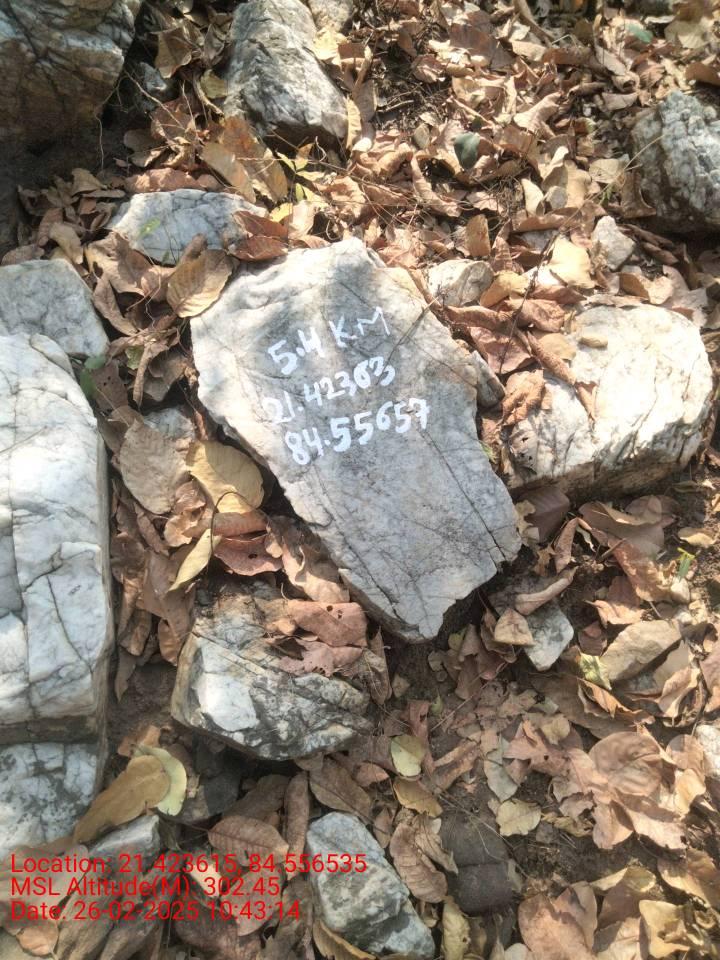 5.4 KM
21.42363
84.55657
Location: 21.423615, 84.556535
MSL Altitude(M): 302.45
Date: 26-02-2025 10:43:14